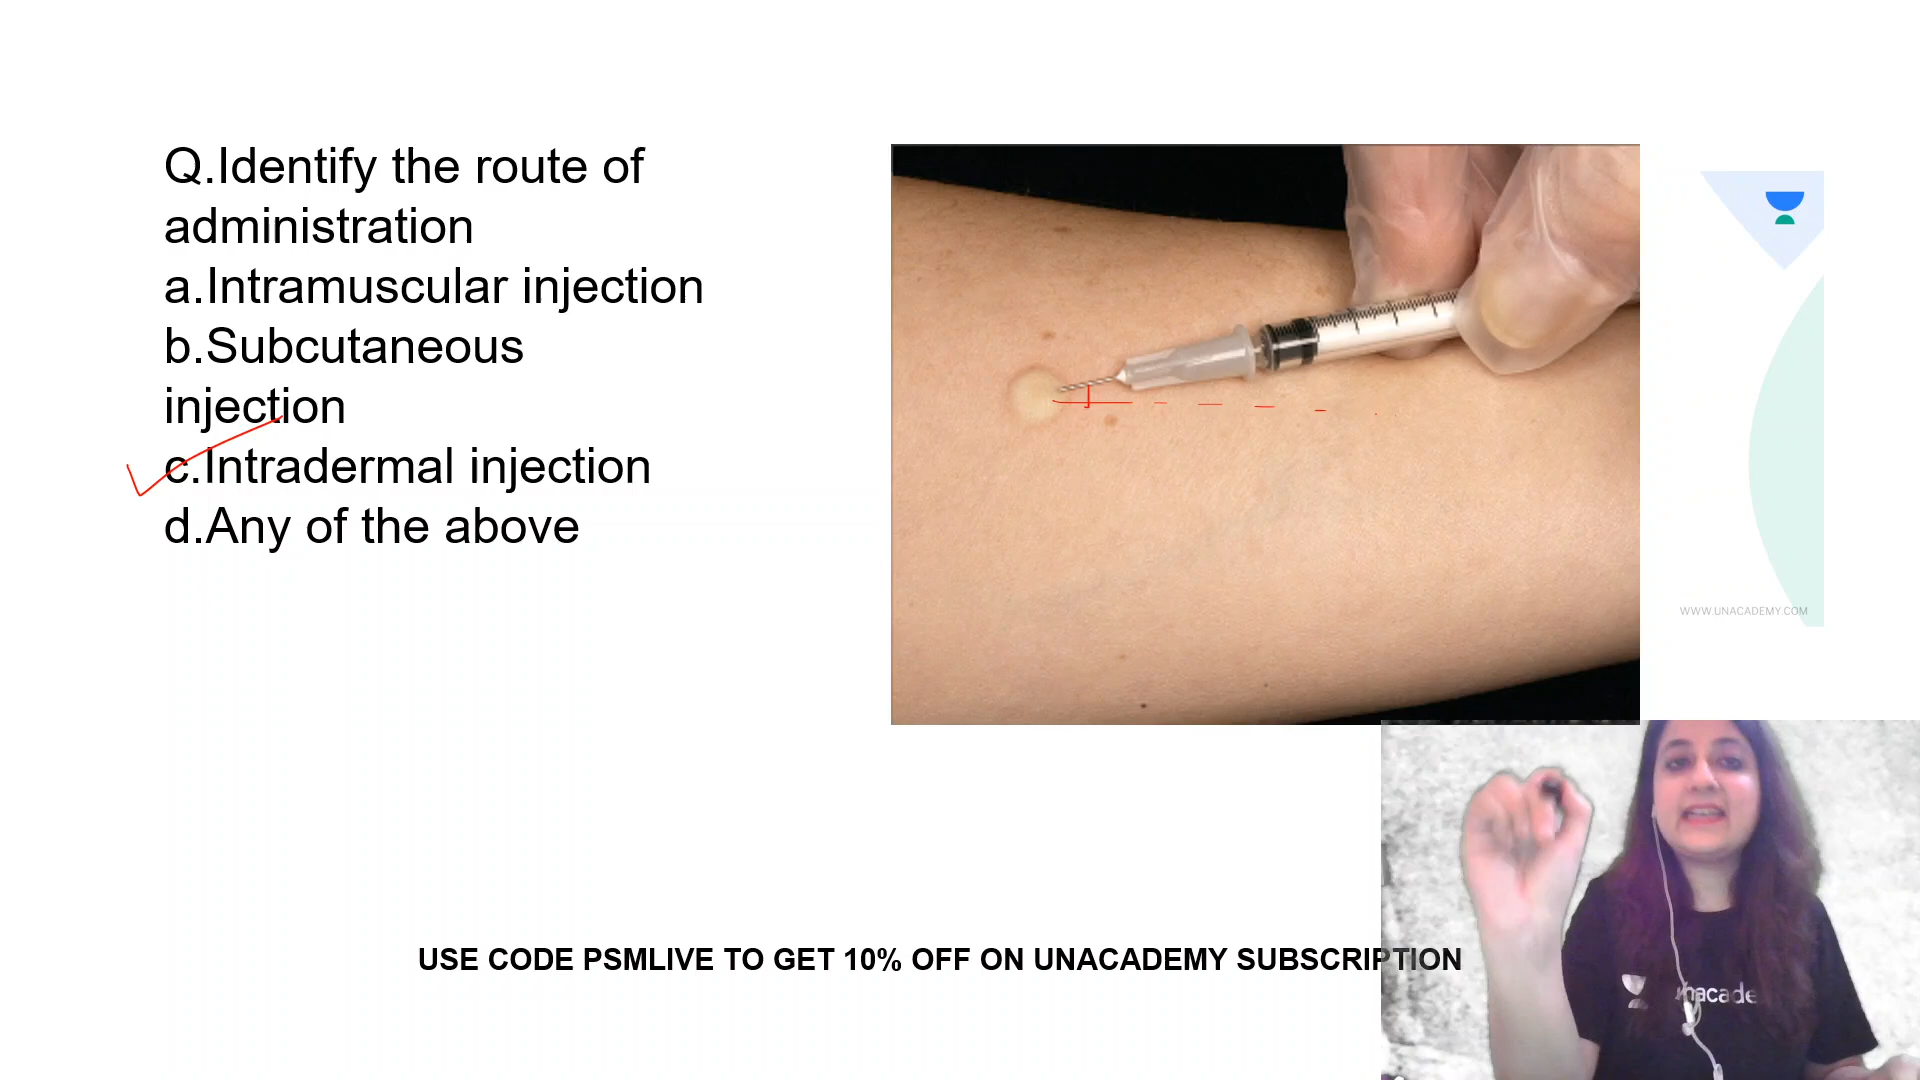 Q.Identify the route of
administration
a.Intramuscular injection
b.Subcutaneous
injection
c.Intradermal injection
d.Any of the above
WWW.UNACADEMY.COM
USE CODE PSMLIVE TO GET 10% OFF ON UNACADEMY SUBSCRIPTION